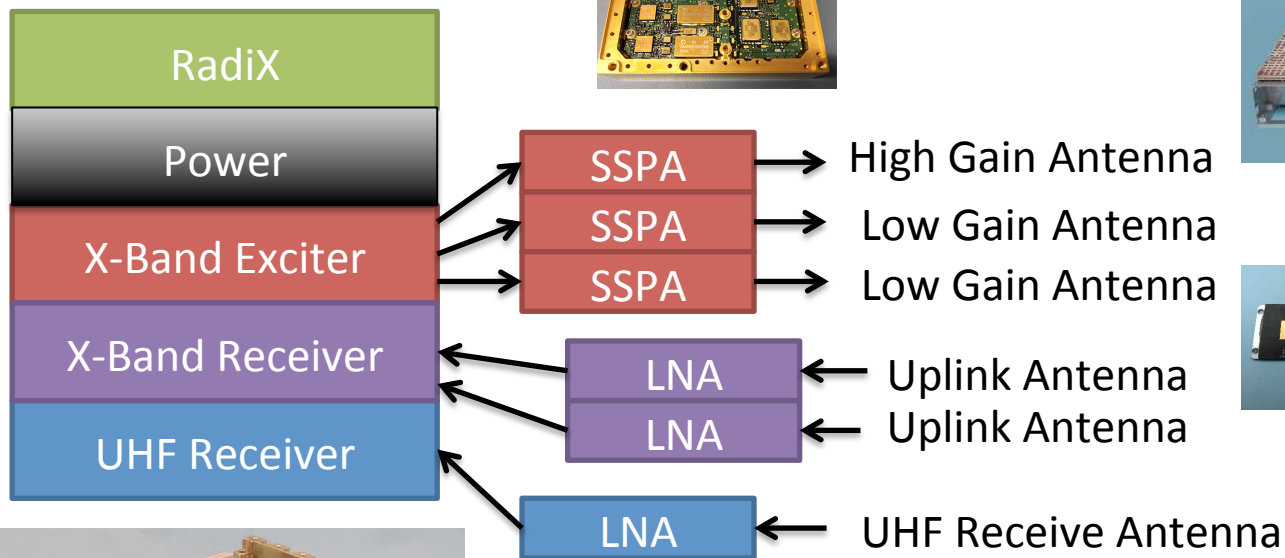 RadiX
Power
X-Band Exciter
X-Band Receiver
UHF Receiver
SSPA
SSPA
SSPA
LNA
LNA
LNA
High Gain Antenna
Low Gain Antenna
Low Gain Antenna
Uplink Antenna
Uplink Antenna
UHF Receive Antenna